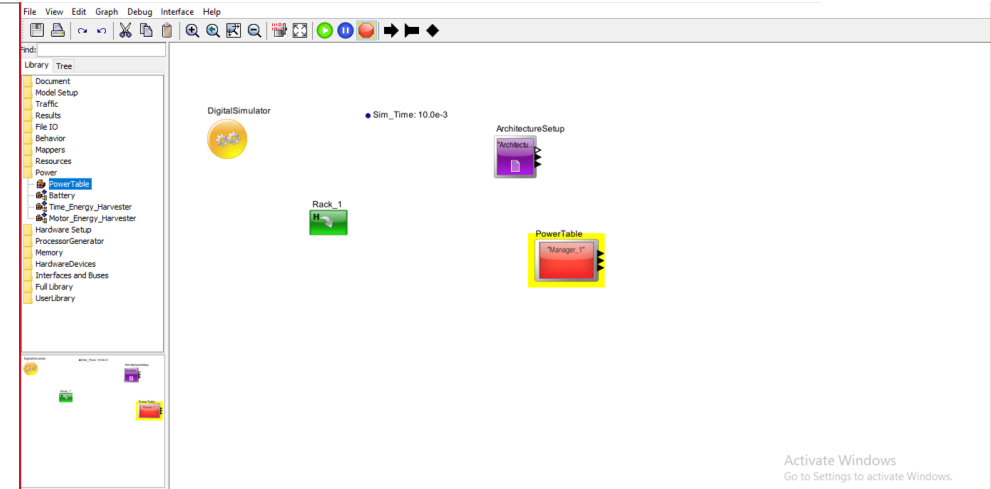 File View Edit Graph Debug Interface Help
Find:
Library Tree
Document
Model Setup
Traffic
Results
File IO
Behavior
Mappers
Resources
Power
PowerTable
Battery
Time_Energy_Harvester
Motor_Energy_Harvester
Hardware Setup
ProcessorGenerator
Memory
HardwareDevices
Interfaces and Buses
Full Library
UserLibrary
DigitalSimulator
Sim_Time: 10.0e-3
ArchitectureSetup
"Architectu...
Rack_1
H
PowerTable
"Manager_1"
Activate Windows
Go to Settings to activate Windows.